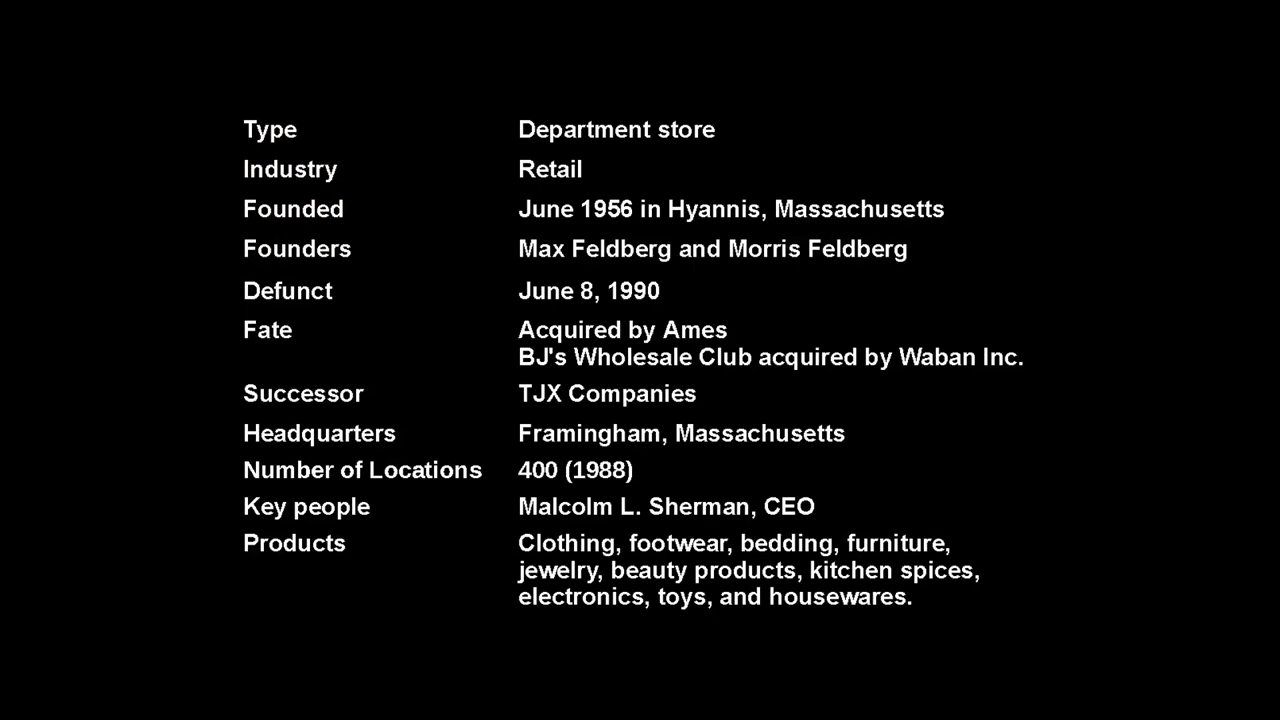 Type Department store
Industry Retail
Founded June 1956 in Hyannis, Massachusetts
Founders Max Feldberg and Morris Feldberg
Defunct June 8, 1990
Fate Acquired by Ames
BJ's Wholesale Club acquired by Waban Inc.
Successor TJX Companies
Headquarters Framingham, Massachusetts
Number of Locations 400 (1988)
Key people Malcolm L. Sherman, CEO
Products Clothing, footwear, bedding, furniture,
jewelry, beauty products, kitchen spices,
electronics, toys, and housewares.